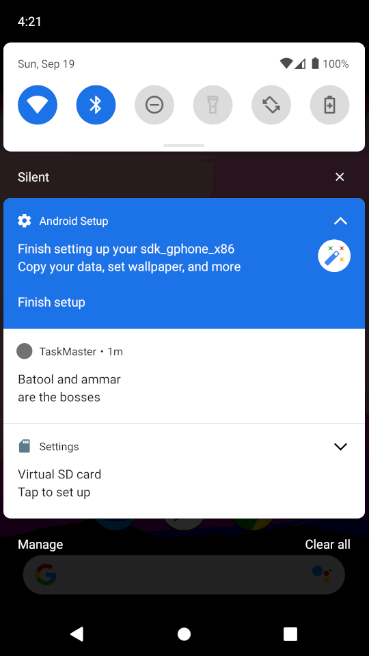 4:21
Sun, Sep 19
100%
Silent
Android Setup
Finish setting up your sdk_gphone_x86
Copy your data, set wallpaper, and more
Finish setup
TaskMaster • 1m
Batool and ammar
are the bosses
Settings
Virtual SD card
Tap to set up
Manage
Clear all